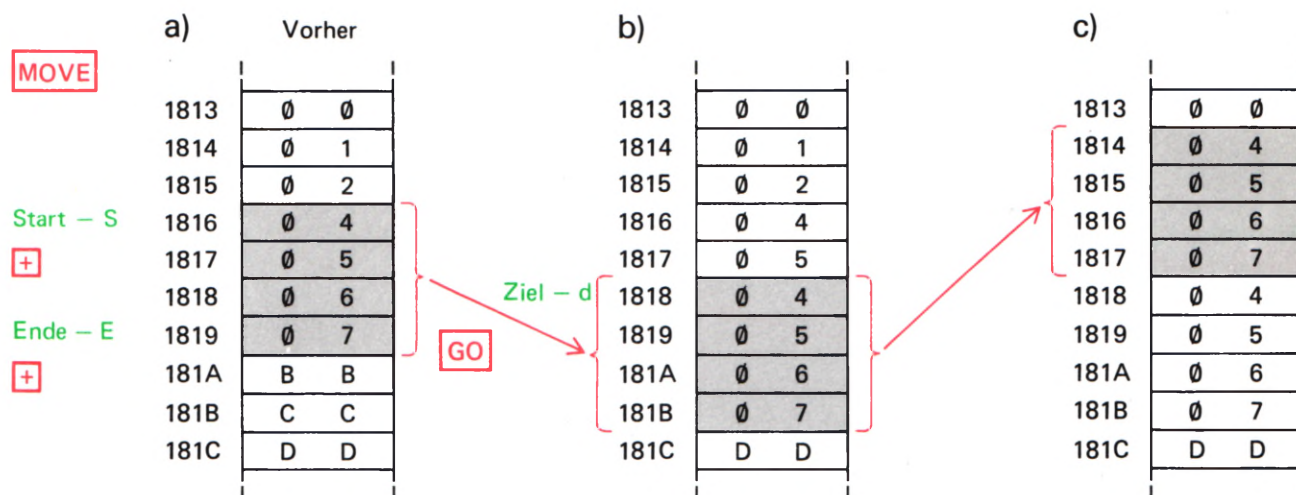 a) Vorher b) c)
MOVE
1813 Ø Ø 1813 Ø Ø 1813 Ø Ø
1814 Ø 1 1814 Ø 1 1814 Ø 4
1815 Ø 2 1815 Ø 2 1815 Ø 5
Start – S 1816 Ø 4 1816 Ø 4 1816 Ø 6
+ 1817 Ø 5 1817 Ø 5 1817 Ø 7
1818 Ø 6 Ziel – d 1818 Ø 4 1818 Ø 4
Ende – E 1819 Ø 7 GO 1819 Ø 5 1819 Ø 5
+ 181A B B 181A Ø 6 181A Ø 6
181B C C 181B Ø 7 181B Ø 7
181C D D 181C D D 181C D D